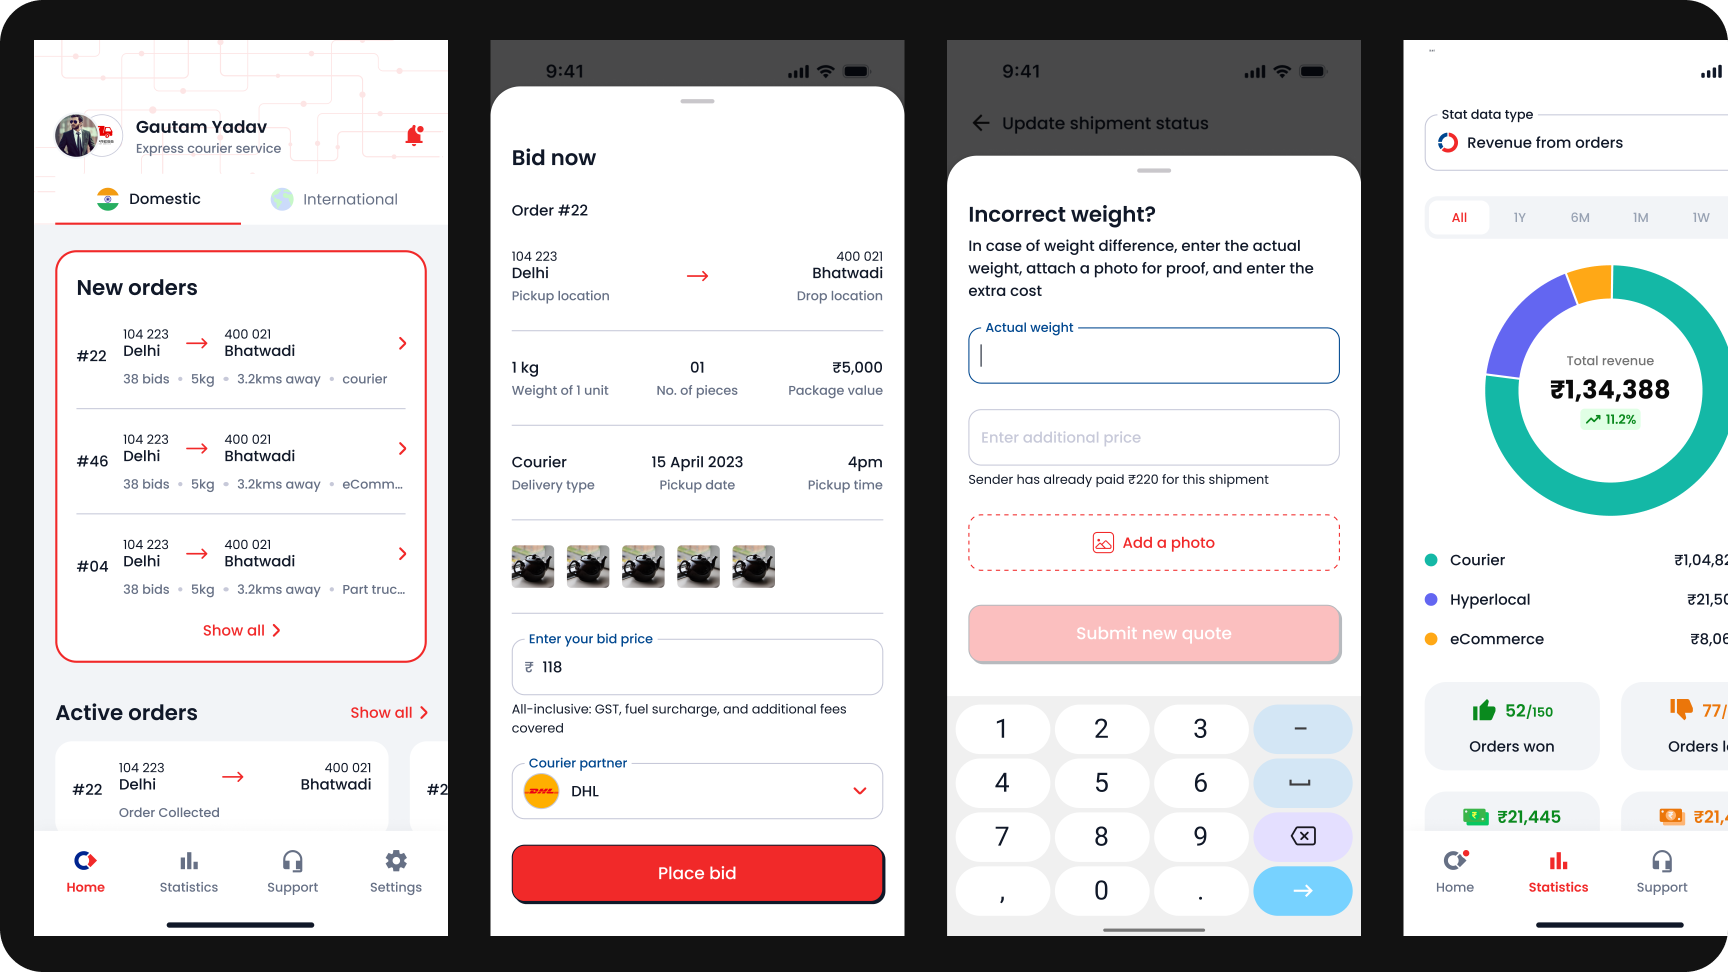 Gautam Yadav
Express courier service
Domestic
International
New orders
#22
104 223
Delhi
400 021
Bhatwadi
38 bids • 5kg • 3.2kms away • courier
#46
104 223
Delhi
400 021
Bhatwadi
38 bids • 5kg • 3.2kms away • eComm...
#04
104 223
Delhi
400 021
Bhatwadi
38 bids • 5kg • 3.2kms away • Part truc...
Show all
Active orders
Show all
#22
104 223
Delhi
400 021
Bhatwadi
Order Collected
#2
Home
Statistics
Support
Settings
9:41
Bid now
Order #22
104 223
Delhi
Pickup location
400 021
Bhatwadi
Drop location
1 kg
Weight of 1 unit
01
No. of pieces
₹5,000
Package value
Courier
Delivery type
15 April 2023
Pickup date
4pm
Pickup time
Enter your bid price
₹ 118
All-inclusive: GST, fuel surcharge, and additional fees
covered
Courier partner
DHL
DHL
Place bid
9:41
Update shipment status
Incorrect weight?
In case of weight difference, enter the actual
weight, attach a photo for proof, and enter the
extra cost
Actual weight
Enter additional price
Sender has already paid ₹220 for this shipment
Add a photo
Submit new quote
1 2 3 –
4 5 6
7 8 9
, 0 .
Stat data type
Revenue from orders
All
1Y
6M
1M
1W
Total revenue
₹1,34,388
11.2%
Courier
₹1,04,82
Hyperlocal
₹21,50
eCommerce
₹8,06
52/150
Orders won
77/
Orders l
₹21,445
₹21,4
Home
Statistics
Support